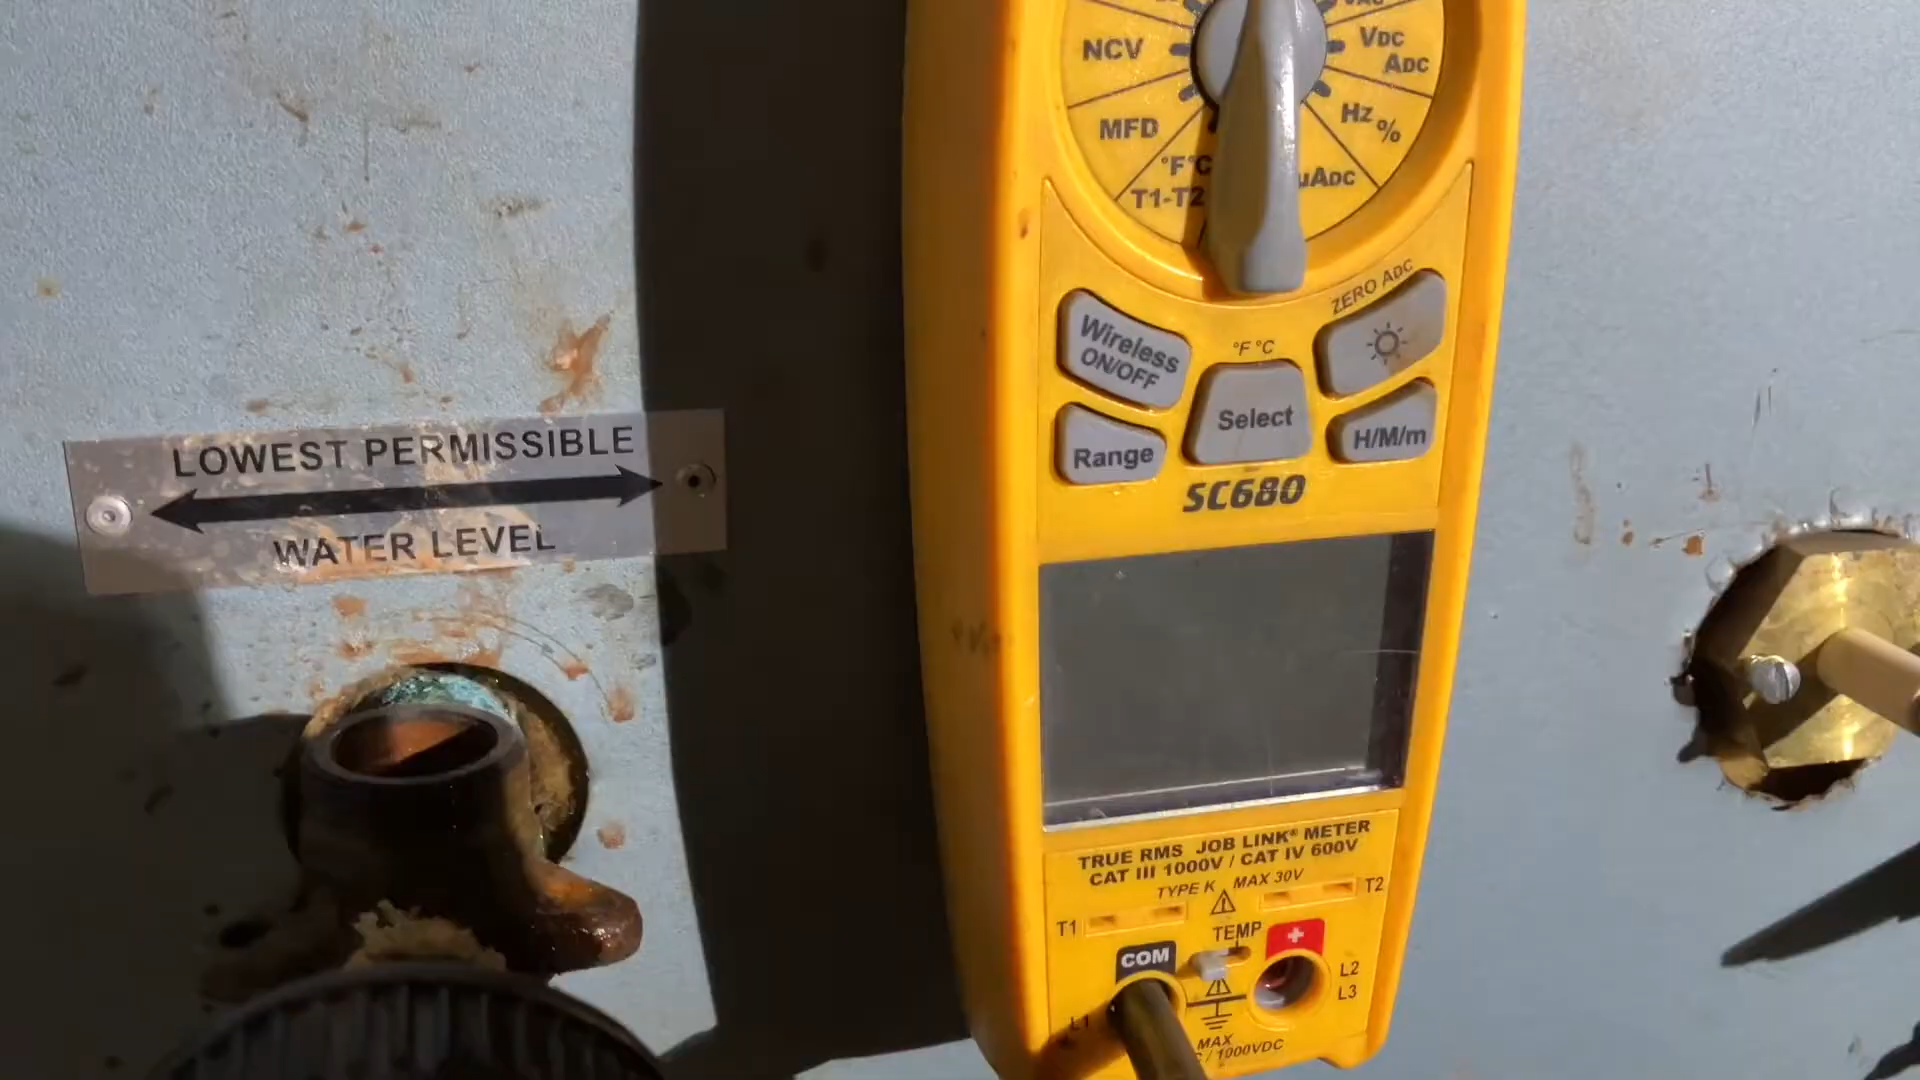 LOWEST PERMISSIBLE
WATER LEVEL
NCV
VDC
ADC
MFD
Hz %
°F°C
T1-T2
µADC
ZERO ADC
Wireless
ON/OFF
°F °C
Select
Range
H/M/m
SC680
TRUE RMS JOB LINK® METER
CAT III 1000V / CAT IV 600V
TYPE K MAX 30V
T1
T2
TEMP
COM
+
L2
L3
L1
MAX
/ 1000VDC